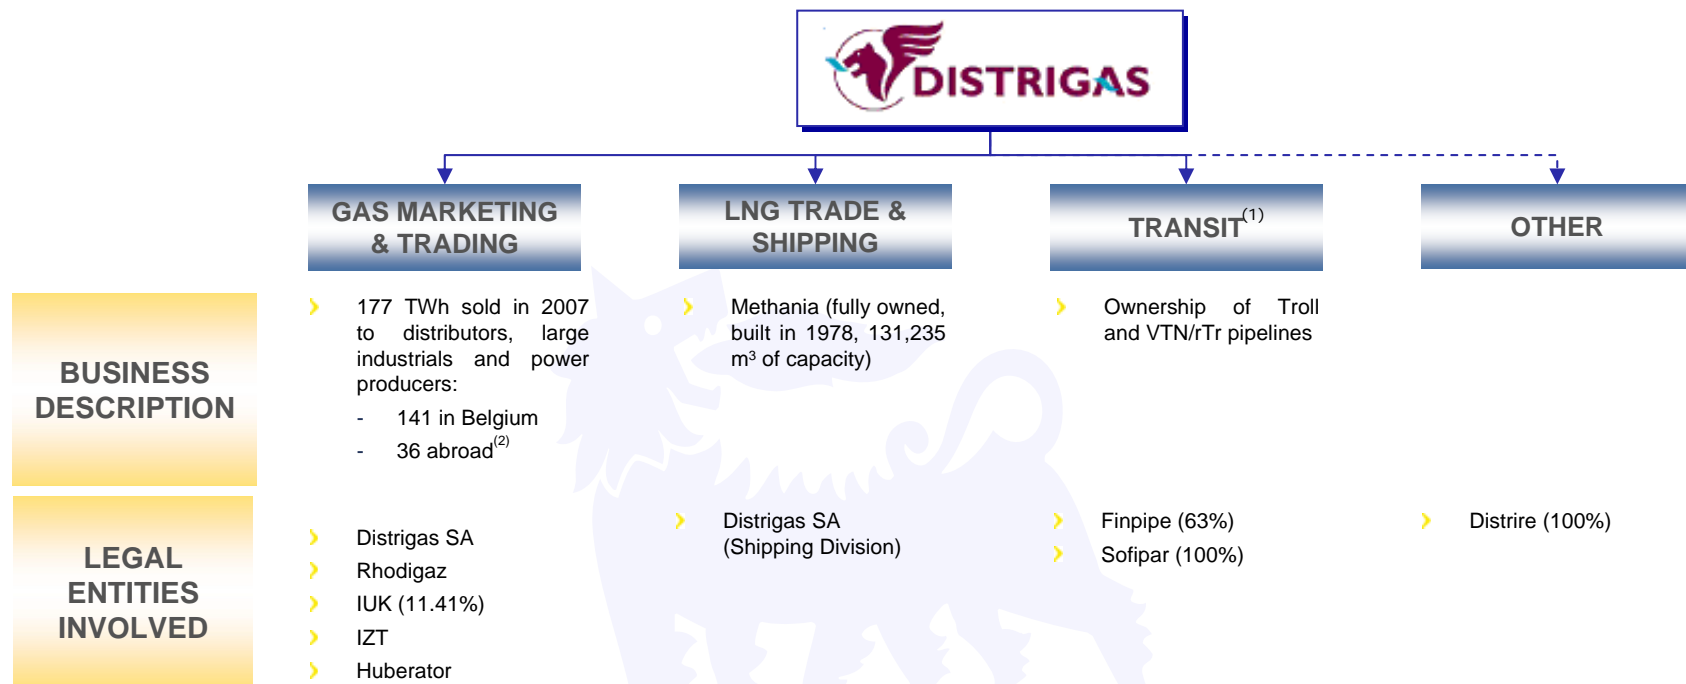 DISTRIGAS
GAS MARKETING
& TRADING
LNG TRADE &
SHIPPING
TRANSIT(1)
OTHER
BUSINESS
DESCRIPTION
177 TWh sold in 2007
to distributors, large
industrials and power
producers:
- 141 in Belgium
- 36 abroad(2)
Methania (fully owned,
built in 1978, 131,235
m³ of capacity)
Ownership of Troll
and VTN/rTr pipelines
LEGAL
ENTITIES
INVOLVED
Distrigas SA
Rhodigaz
IUK (11.41%)
IZT
Huberator
Distrigas SA
(Shipping Division)
Finpipe (63%)
Sofipar (100%)
Distrire (100%)